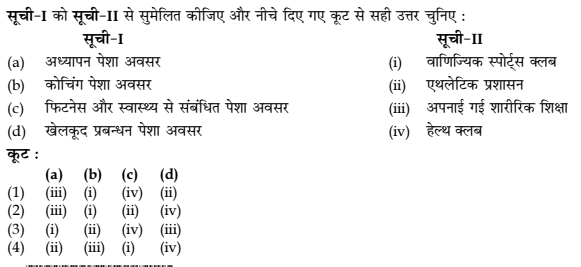 सूची-I को सूची-II से सुमेलित कीजिए और नीचे दिए गए कूट से सही उत्तर चुनिए :
सूची-I सूची-II
(a) अध्यापन पेशा अवसर (i) वाणिज्यिक स्पोर्ट्स क्लब
(b) कोचिंग पेशा अवसर (ii) एथलेटिक प्रशासन
(c) फिटनेस और स्वास्थ्य से संबंधित पेशा अवसर (iii) अपनाई गई शारीरिक शिक्षा
(d) खेलकूद प्रबन्धन पेशा अवसर (iv) हेल्थ क्लब
कूट :
(a) (b) (c) (d)
(1) (iii) (i) (iv) (ii)
(2) (iii) (i) (ii) (iv)
(3) (i) (ii) (iv) (iii)
(4) (ii) (iii) (i) (iv)